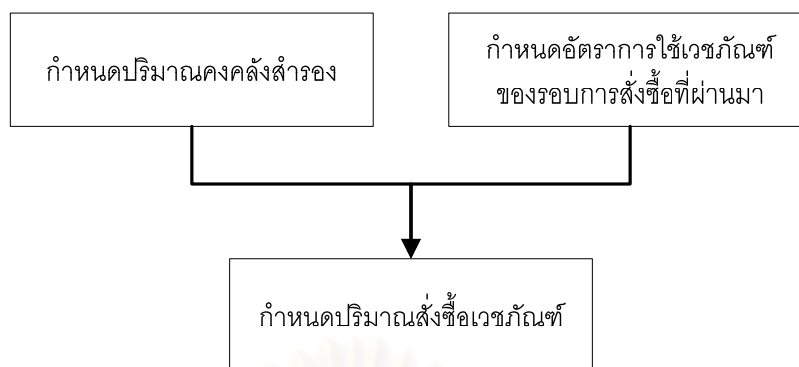 กำหนดปริมาณคงคลังสำรอง
กำหนดอัตราการใช้เวชภัณฑ์
ของรอบการสั่งซื้อที่ผ่านมา
กำหนดปริมาณสั่งซื้อเวชภัณฑ์